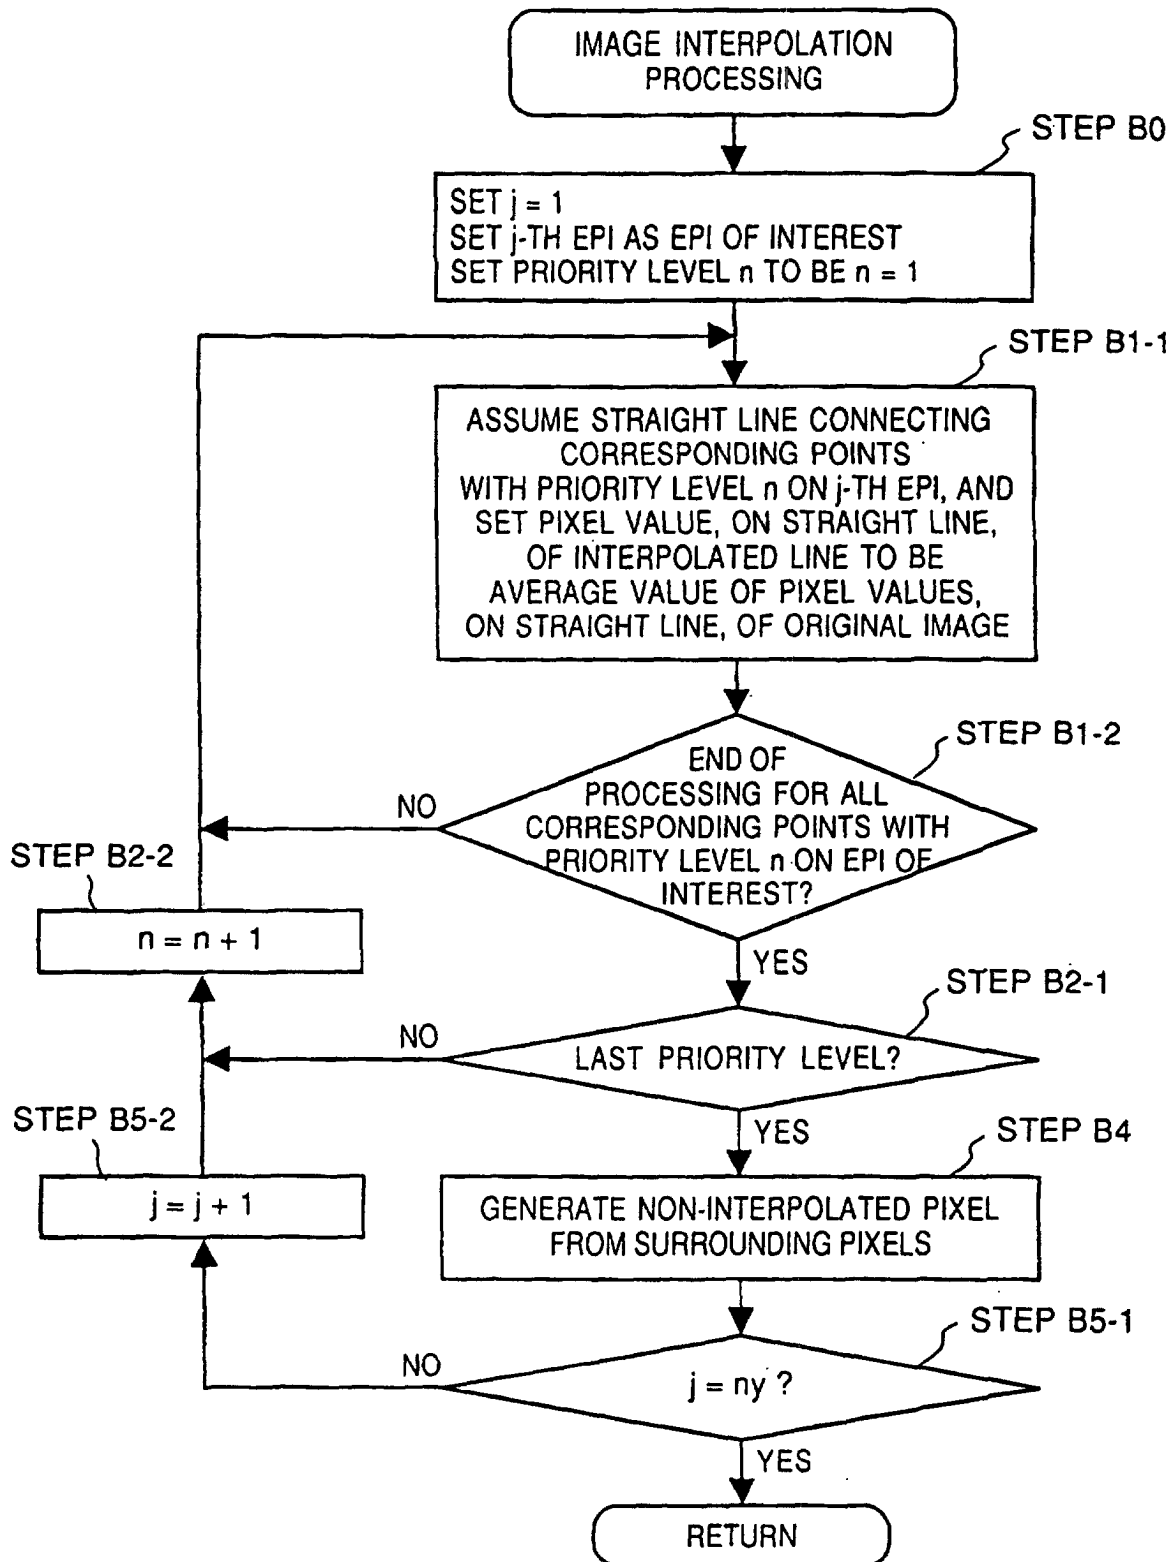 IMAGE INTERPOLATION
PROCESSING
STEP B0
SET j = 1
SET j-TH EPI AS EPI OF INTEREST
SET PRIORITY LEVEL n TO BE n = 1
STEP B1-1
ASSUME STRAIGHT LINE CONNECTING
CORRESPONDING POINTS
WITH PRIORITY LEVEL n ON j-TH EPI, AND
SET PIXEL VALUE, ON STRAIGHT LINE,
OF INTERPOLATED LINE TO BE
AVERAGE VALUE OF PIXEL VALUES,
ON STRAIGHT LINE, OF ORIGINAL IMAGE
STEP B1-2
END OF
PROCESSING FOR ALL
CORRESPONDING POINTS WITH
PRIORITY LEVEL n ON EPI OF
INTEREST?
NO
STEP B2-2
n = n + 1
YES
STEP B2-1
LAST PRIORITY LEVEL?
NO
STEP B5-2
j = j + 1
YES
STEP B4
GENERATE NON-INTERPOLATED PIXEL
FROM SURROUNDING PIXELS
STEP B5-1
j = ny ?
NO
YES
RETURN